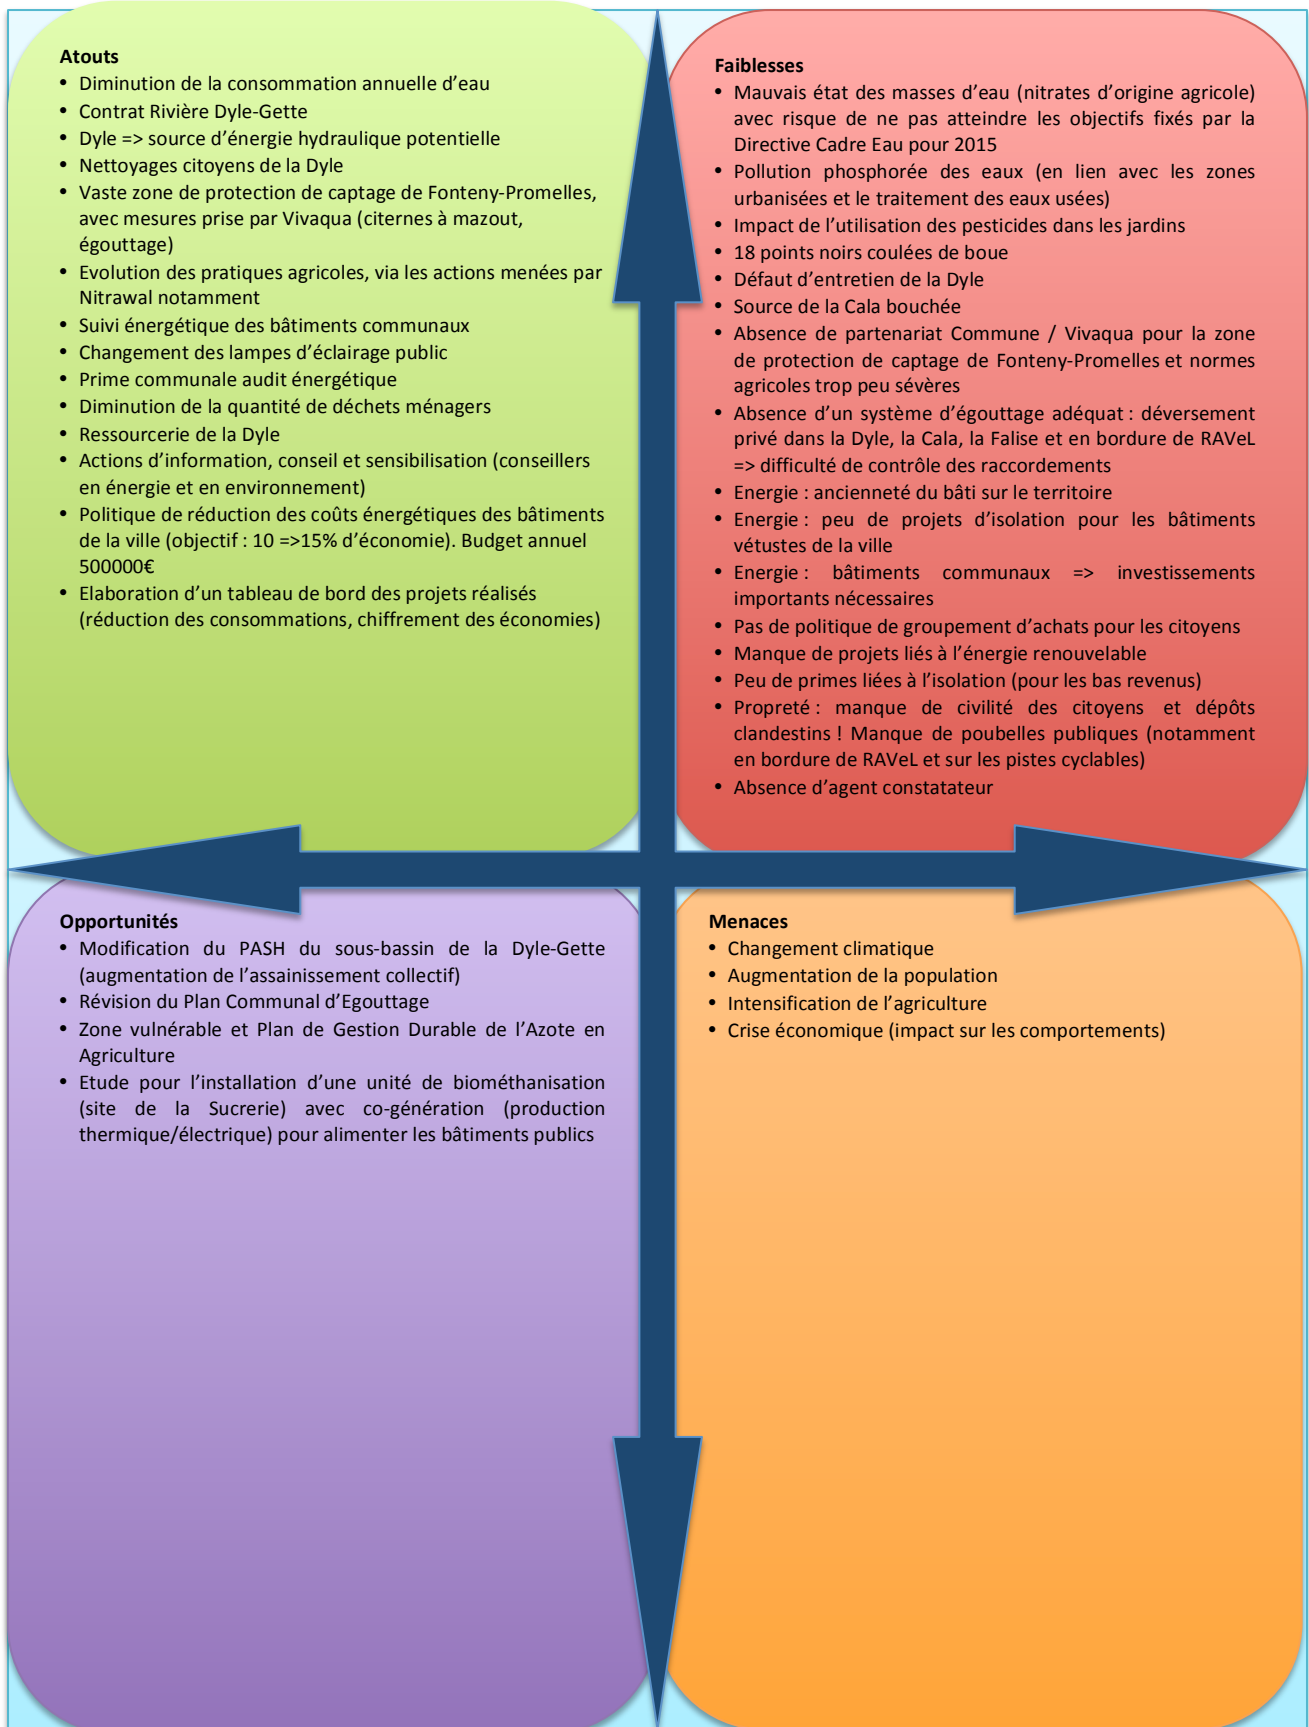 Atouts
• Diminution de la consommation annuelle d’eau
• Contrat Rivière Dyle-Gette
• Dyle => source d’énergie hydraulique potentielle
• Nettoyages citoyens de la Dyle
• Vaste zone de protection de captage de Fonteny-Promelles,
avec mesures prise par Vivaqua (citernes à mazout,
égouttage)
• Evolution des pratiques agricoles, via les actions menées par
Nitrawal notamment
• Suivi énergétique des bâtiments communaux
• Changement des lampes d’éclairage public
• Prime communale audit énergétique
• Diminution de la quantité de déchets ménagers
• Ressourcerie de la Dyle
• Actions d’information, conseil et sensibilisation (conseillers
en énergie et en environnement)
• Politique de réduction des coûts énergétiques des bâtiments
de la ville (objectif : 10 =>15% d’économie). Budget annuel
500000€
• Elaboration d’un tableau de bord des projets réalisés
(réduction des consommations, chiffrement des économies)
Faiblesses
• Mauvais état des masses d’eau (nitrates d’origine agricole)
avec risque de ne pas atteindre les objectifs fixés par la
Directive Cadre Eau pour 2015
• Pollution phosphorée des eaux (en lien avec les zones
urbanisées et le traitement des eaux usées)
• Impact de l’utilisation des pesticides dans les jardins
• 18 points noirs coulées de boue
• Défaut d’entretien de la Dyle
• Source de la Cala bouchée
• Absence de partenariat Commune / Vivaqua pour la zone
de protection de captage de Fonteny-Promelles et normes
agricoles trop peu sévères
• Absence d’un système d’égouttage adéquat : déversement
privé dans la Dyle, la Cala, la Falise et en bordure de RAVeL
=> difficulté de contrôle des raccordements
• Energie : ancienneté du bâti sur le territoire
• Energie : peu de projets d’isolation pour les bâtiments
vétustes de la ville
• Energie : bâtiments communaux => investissements
importants nécessaires
• Pas de politique de groupement d’achats pour les citoyens
• Manque de projets liés à l’énergie renouvelable
• Peu de primes liées à l’isolation (pour les bas revenus)
• Propreté : manque de civilité des citoyens et dépôts
clandestins ! Manque de poubelles publiques (notamment
en bordure de RAVeL et sur les pistes cyclables)
• Absence d’agent constatateur
Opportunités
• Modification du PASH du sous-bassin de la Dyle-Gette
(augmentation de l’assainissement collectif)
• Révision du Plan Communal d’Egouttage
• Zone vulnérable et Plan de Gestion Durable de l’Azote en
Agriculture
• Etude pour l’installation d’une unité de biométhanisation
(site de la Sucrerie) avec co-génération (production
thermique/électrique) pour alimenter les bâtiments publics
Menaces
• Changement climatique
• Augmentation de la population
• Intensification de l’agriculture
• Crise économique (impact sur les comportements)